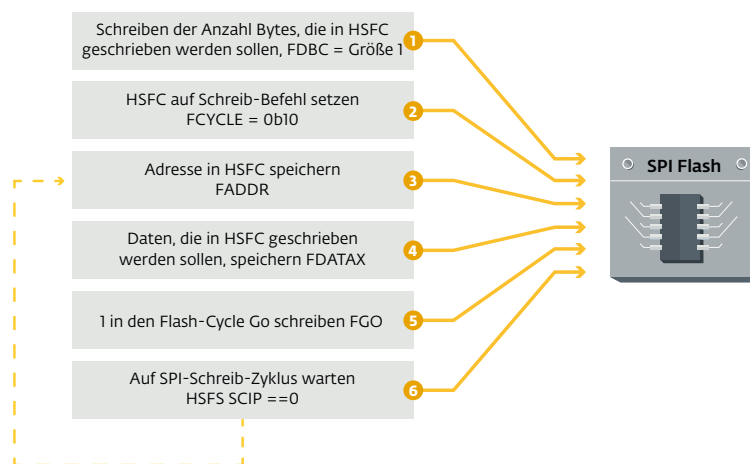 Schreiben der Anzahl Bytes, die in HSFC
geschrieben werden sollen, FDBC = Größe 1
1
HSFC auf Schreib-Befehl setzen
FCYCLE = 0b10
2
Adresse in HSFC speichern
FADDR
3
Daten, die in HSFC geschrieben
werden sollen, speichern FDATAX
4
1 in den Flash-Cycle Go schreiben FGO
5
Auf SPI-Schreib-Zyklus warten
HSFS SCIP ==0
6
SPI Flash